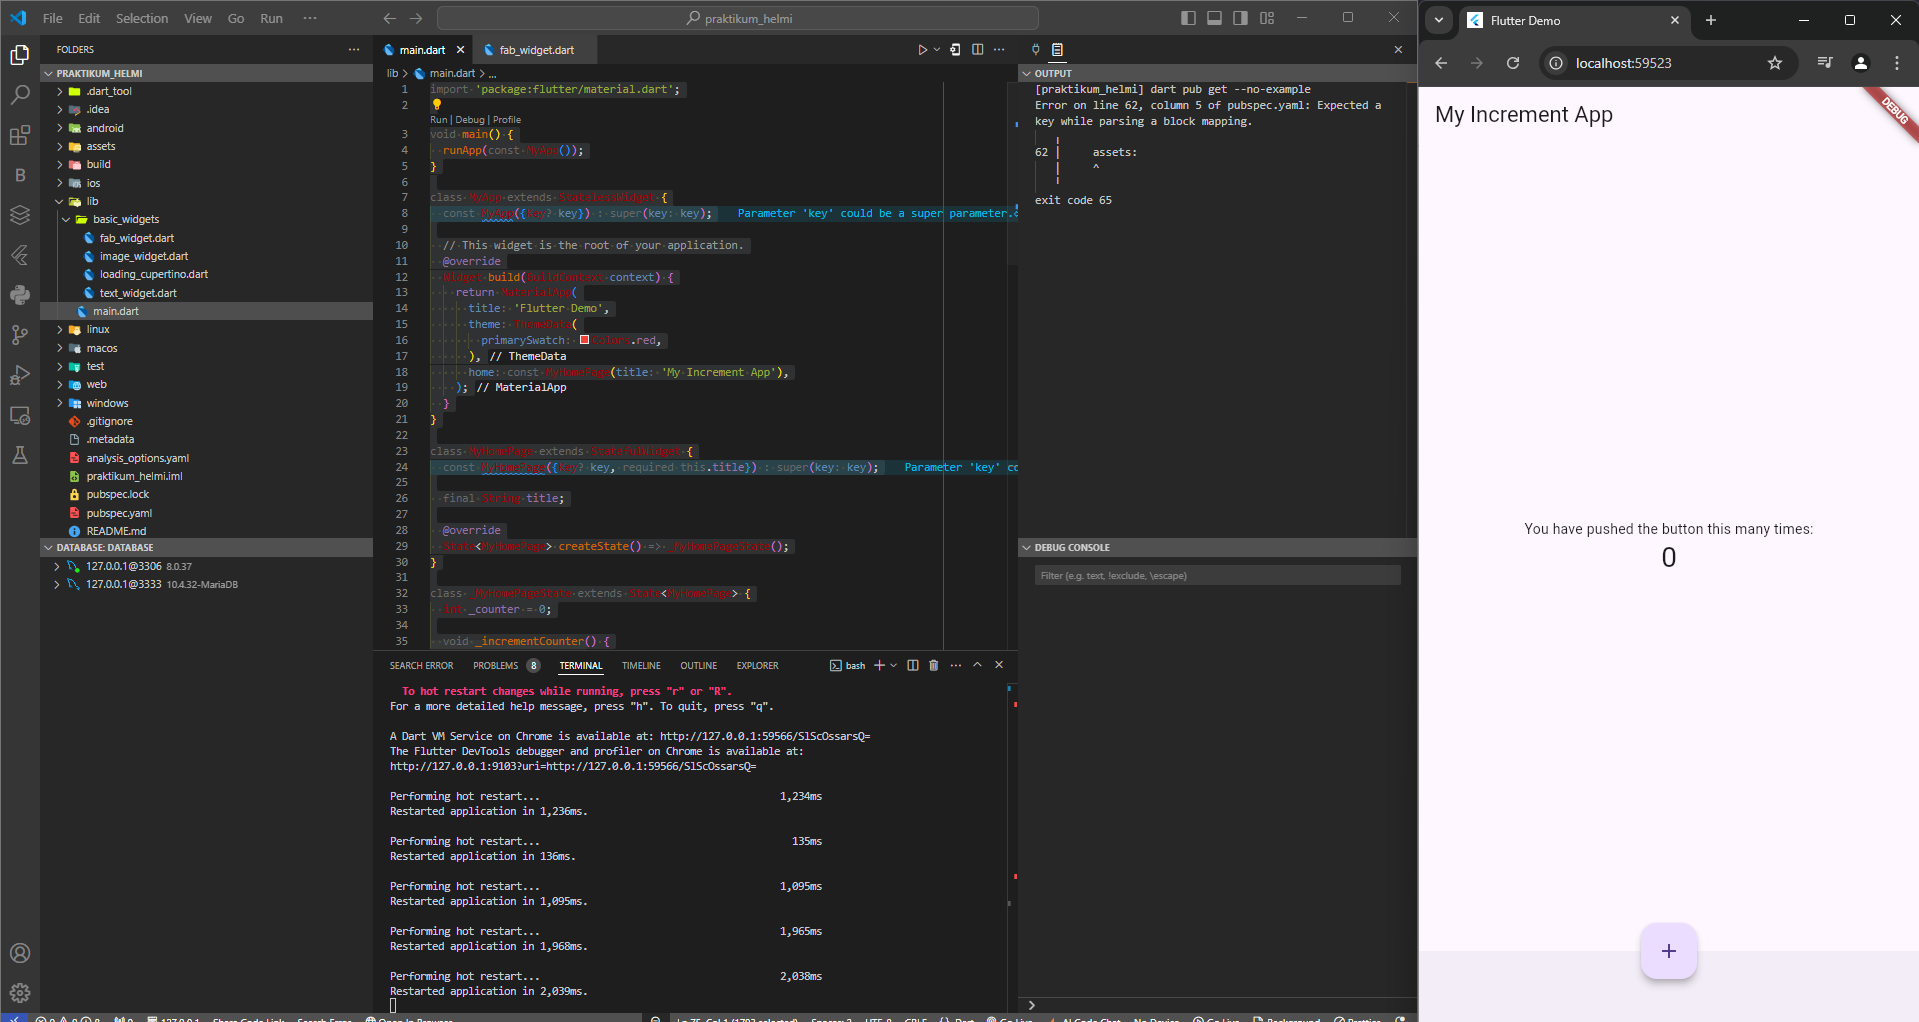 File Edit Selection View Go Run ···
praktikum_helmi
FOLDERS
PRAKTIKUM_HELMI
.dart_tool
.idea
android
assets
build
ios
lib
basic_widgets
fab_widget.dart
image_widget.dart
loading_cupertino.dart
text_widget.dart
main.dart
linux
macos
test
web
windows
.gitignore
.metadata
analysis_options.yaml
praktikum_helmi.iml
pubspec.lock
pubspec.yaml
README.md
DATABASE: DATABASE
127.0.0.1@3306 8.0.37
127.0.0.1@3333 10.4.32-MariaDB
main.dart fab_widget.dart
lib > main.dart > ...
1 import 'package:flutter/material.dart';
2
Run | Debug | Profile
3 void main() {
4 runApp(const MyApp());
5 }
6
7 class MyApp extends StatelessWidget {
8 const MyApp({Key? key}) : super(key: key); Parameter 'key' could be a super parameter.
9
10 // This widget is the root of your application.
11 @override
12 Widget build(BuildContext context) {
13 return MaterialApp(
14 title: 'Flutter Demo',
15 theme: ThemeData(
16 primarySwatch: Colors.red,
17 ), // ThemeData
18 home: const MyHomePage(title: 'My Increment App'),
19 ); // MaterialApp
20 }
21 }
22
23 class MyHomePage extends StatefulWidget {
24 const MyHomePage({Key? key, required this.title}) : super(key: key); Parameter 'key' co
25
26 final String title;
27
28 @override
29 State<MyHomePage> createState() => _MyHomePageState();
30 }
31
32 class _MyHomePageState extends State<MyHomePage> {
33 int _counter = 0;
34
35 void _incrementCounter() {
SEARCH ERROR PROBLEMS 8 TERMINAL TIMELINE OUTLINE EXPLORER bash
To hot restart changes while running, press "r" or "R".
For a more detailed help message, press "h". To quit, press "q".
A Dart VM Service on Chrome is available at: http://127.0.0.1:59566/SlScOssarsQ=
The Flutter DevTools debugger and profiler on Chrome is available at:
http://127.0.0.1:9103?uri=http://127.0.0.1:59566/SlScOssarsQ=
Performing hot restart... 1,234ms
Restarted application in 1,236ms.
Performing hot restart... 135ms
Restarted application in 136ms.
Performing hot restart... 1,095ms
Restarted application in 1,095ms.
Performing hot restart... 1,965ms
Restarted application in 1,968ms.
Performing hot restart... 2,038ms
Restarted application in 2,039ms.
OUTPUT
[praktikum_helmi] dart pub get --no-example
Error on line 62, column 5 of pubspec.yaml: Expected a
key while parsing a block mapping.
62 | assets:
| ^
exit code 65
DEBUG CONSOLE
Filter (e.g. text, !exclude, \escape)
Flutter Demo
localhost:59523
My Increment App
DEBUG
You have pushed the button this many times:
0
+